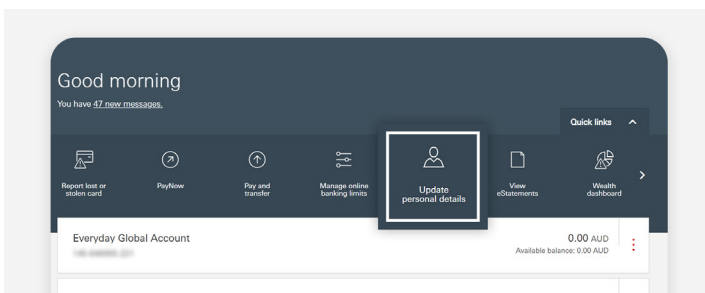 Good morning
You have 47 new messages.
Quick links
Report lost or
stolen card
PayNow
Pay and
transfer
Manage online
banking limits
Update
personal details
View
eStatements
Wealth
dashboard
Everyday Global Account
0.00 AUD
Available balance: 0.00 AUD